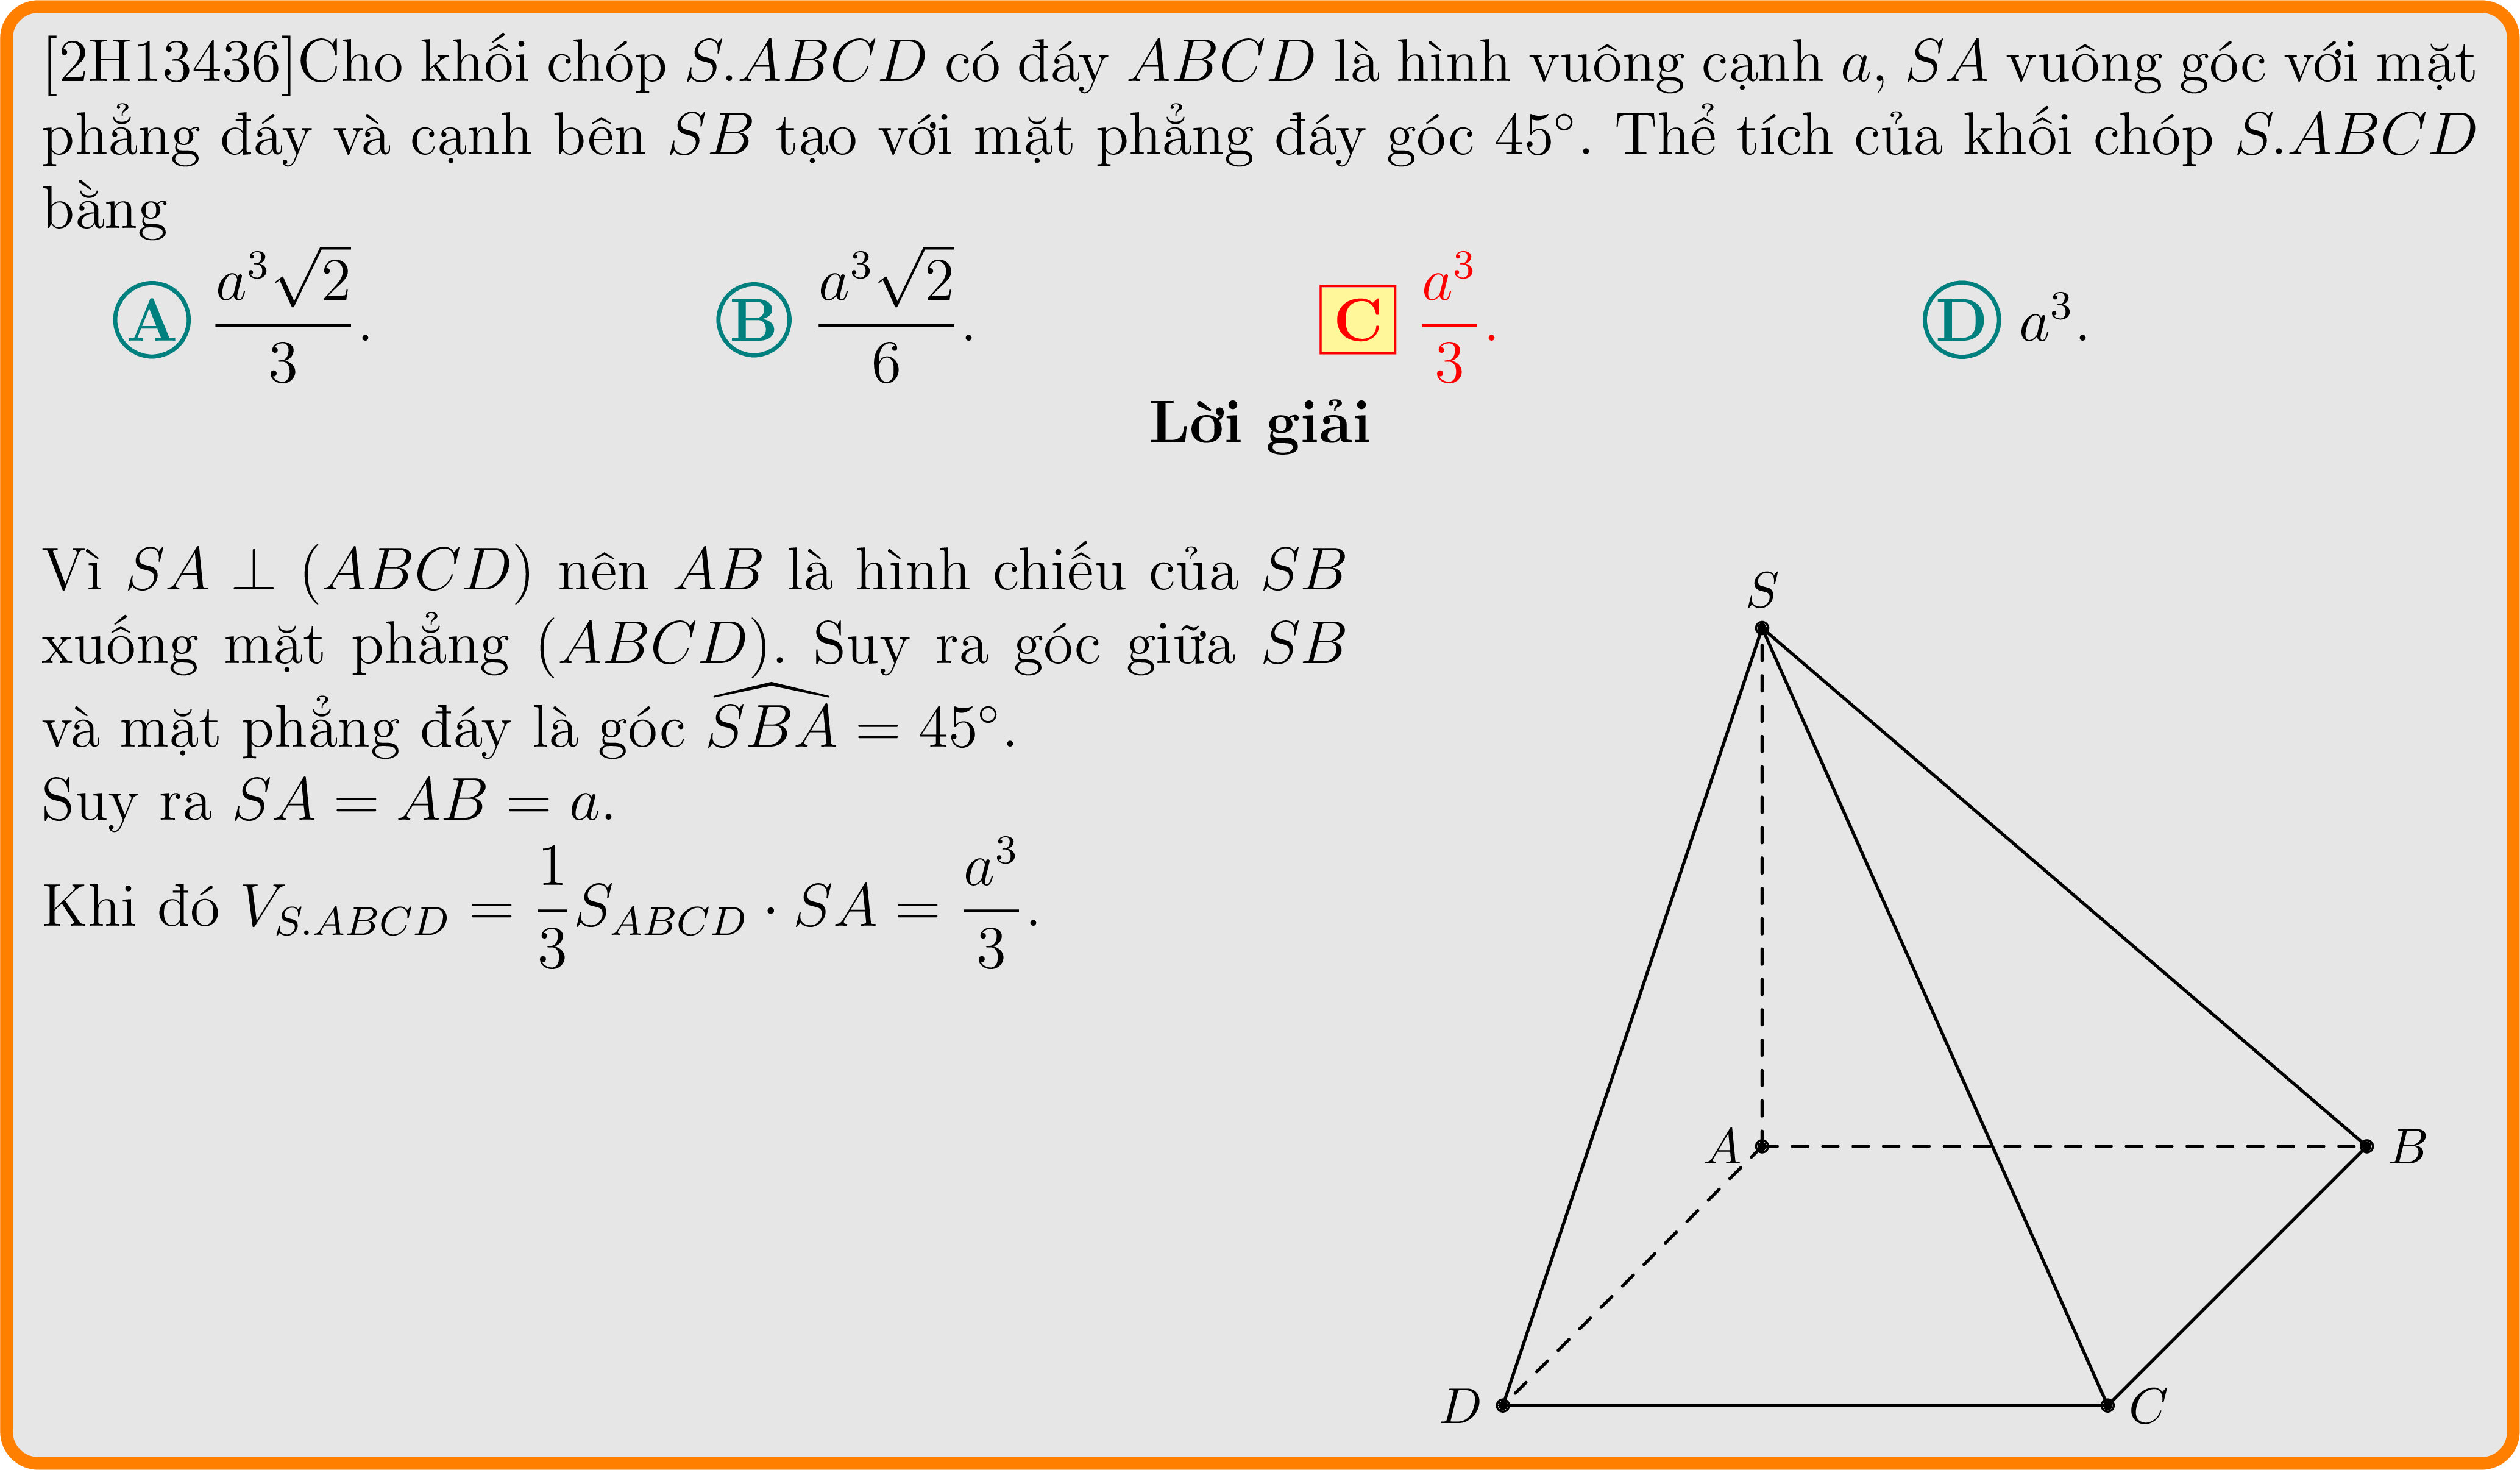 [2H13436]Cho khối chóp S.ABCD có đáy ABCD là hình vuông cạnh a, SA vuông góc với mặt
phẳng đáy và cạnh bên SB tạo với mặt phẳng đáy góc 45°. Thể tích của khối chóp S.ABCD
bằng
A $\frac{a^3\sqrt{2}}{3}$. B $\frac{a^3\sqrt{2}}{6}$. C $\frac{a^3}{3}$. D $a^3$.
Lời giải
Vì SA ⊥ (ABCD) nên AB là hình chiếu của SB
xuống mặt phẳng (ABCD). Suy ra góc giữa SB
và mặt phẳng đáy là góc $\widehat{SBA}$ = 45°.
Suy ra SA = AB = a.
Khi đó $V_{S.ABCD} = \frac{1}{3}S_{ABCD} \cdot SA = \frac{a^3}{3}$.
S
A
B
D
C